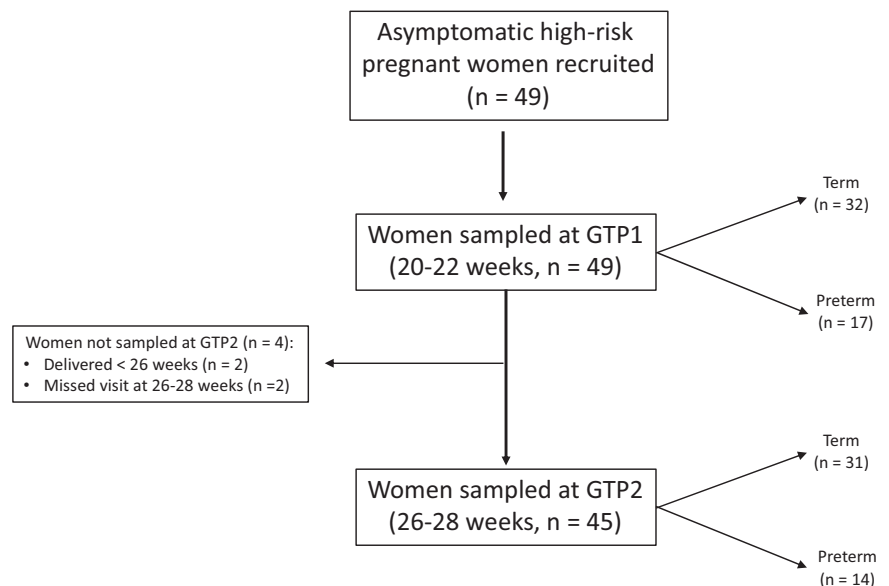 Asymptomatic high-risk
pregnant women recruited
(n = 49)
Term
(n = 32)
Women sampled at GTP1
(20-22 weeks, n = 49)
Preterm
(n = 17)
Women not sampled at GTP2 (n = 4):
• Delivered < 26 weeks (n = 2)
• Missed visit at 26-28 weeks (n =2)
Term
(n = 31)
Women sampled at GTP2
(26-28 weeks, n = 45)
Preterm
(n = 14)